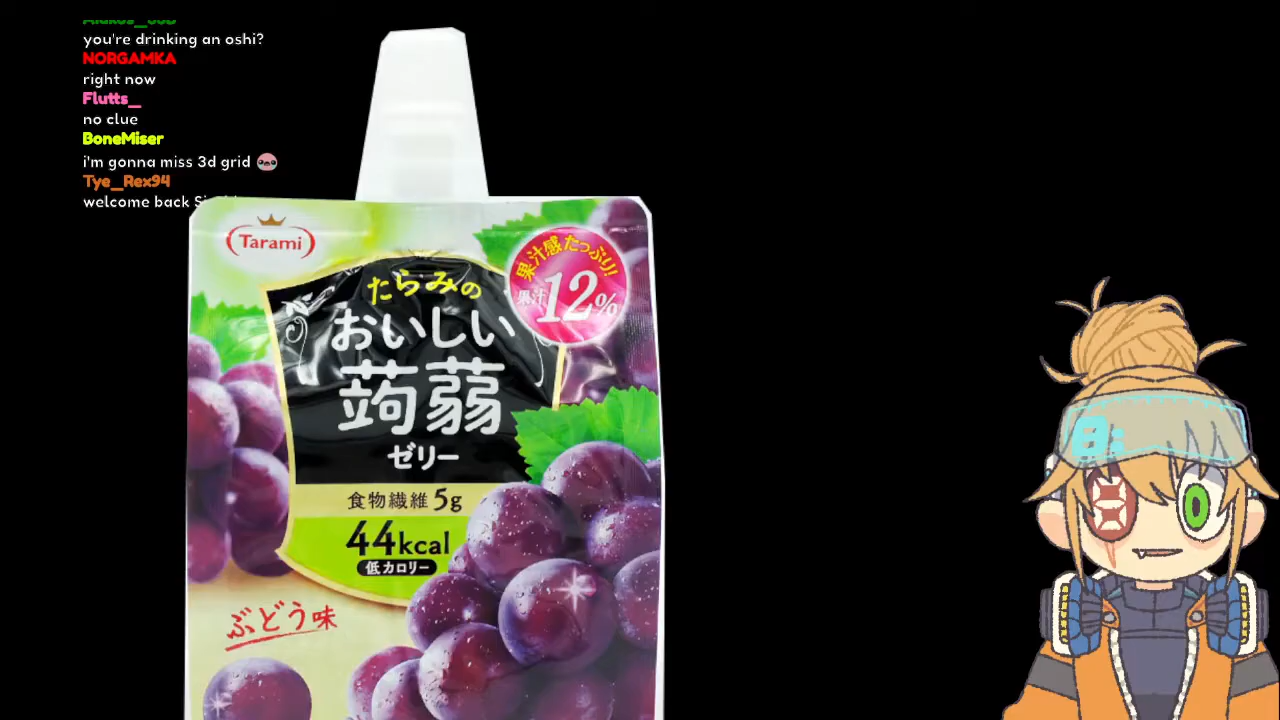 you're drinking an oshi?
NORGAMKA
right now
Flutts_
no clue
BoneMiser
i'm gonna miss 3d grid
Tye_Rex94
welcome back
Tarami
果汁感たっぷり!
果汁12%
たらみの
おいしい
蒟蒻
ゼリー
食物繊維5g
44kcal
低カロリー
ぶどう味
8: